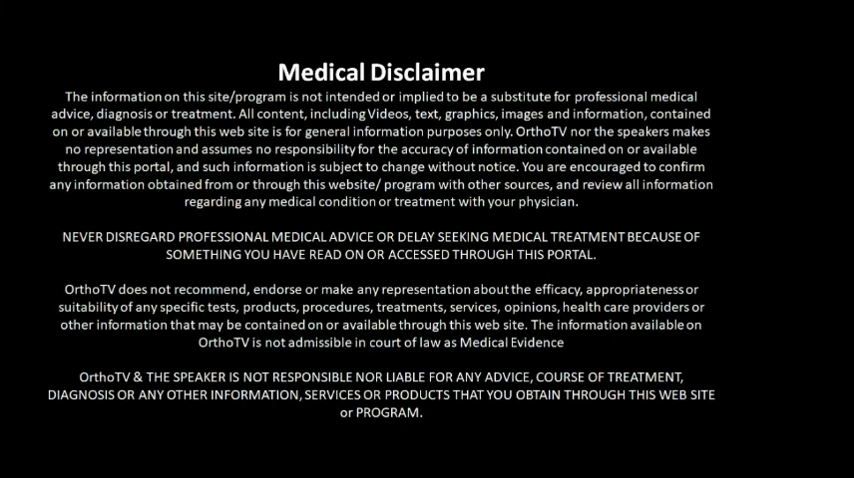 Medical Disclaimer
The information on this site/program is not intended or implied to be a substitute for professional medical
advice, diagnosis or treatment. All content, including Videos, text, graphics, images and information, contained
on or available through this web site is for general information purposes only. OrthoTV nor the speakers makes
no representation and assumes no responsibility for the accuracy of information contained on or available
through this portal, and such information is subject to change without notice. You are encouraged to confirm
any information obtained from or through this website/ program with other sources, and review all information
regarding any medical condition or treatment with your physician.
NEVER DISREGARD PROFESSIONAL MEDICAL ADVICE OR DELAY SEEKING MEDICAL TREATMENT BECAUSE OF
SOMETHING YOU HAVE READ ON OR ACCESSED THROUGH THIS PORTAL.
OrthoTV does not recommend, endorse or make any representation about the efficacy, appropriateness or
suitability of any specific tests, products, procedures, treatments, services, opinions, health care providers or
other information that may be contained on or available through this web site. The information available on
OrthoTV is not admissible in court of law as Medical Evidence
OrthoTV & THE SPEAKER IS NOT RESPONSIBLE NOR LIABLE FOR ANY ADVICE, COURSE OF TREATMENT,
DIAGNOSIS OR ANY OTHER INFORMATION, SERVICES OR PRODUCTS THAT YOU OBTAIN THROUGH THIS WEB SITE
or PROGRAM.